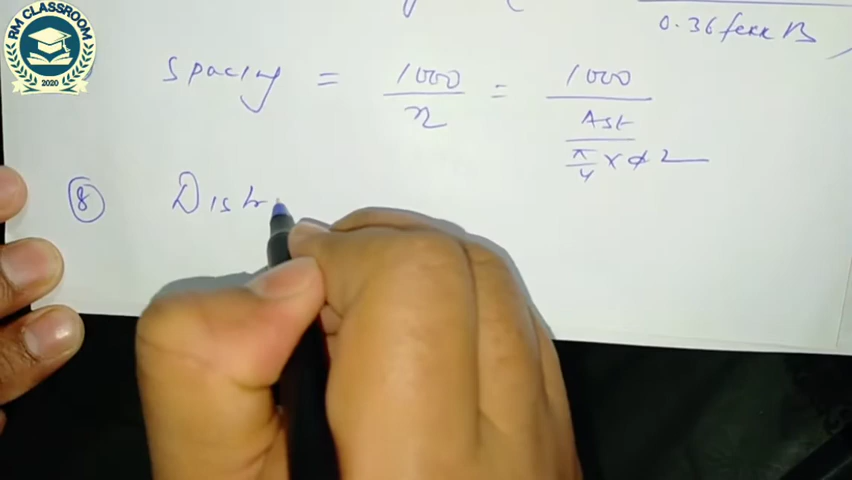 RM CLASSROOM
2020
0.36 fck B
Spacing = 1000 / n = 1000 / (Ast / (π/4 × ϕ2))
⑧ Distr